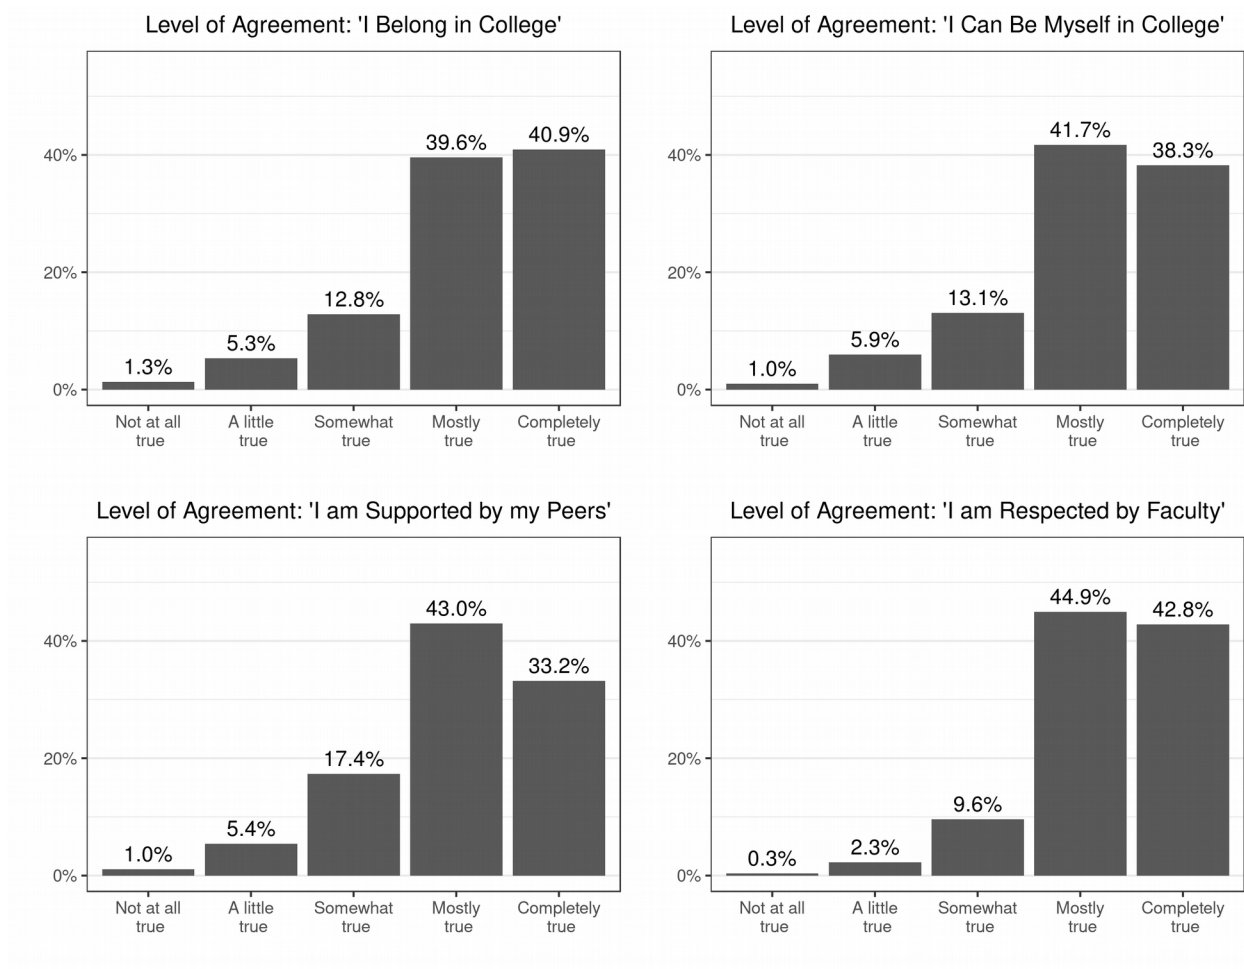 Level of Agreement: 'I Belong in College'
40%
20%
0%
1.3%
5.3%
12.8%
39.6%
40.9%
Not at all
true
A little
true
Somewhat
true
Mostly
true
Completely
true
Level of Agreement: 'I Can Be Myself in College'
40%
20%
0%
1.0%
5.9%
13.1%
41.7%
38.3%
Not at all
true
A little
true
Somewhat
true
Mostly
true
Completely
true
Level of Agreement: 'I am Supported by my Peers'
40%
20%
0%
1.0%
5.4%
17.4%
43.0%
33.2%
Not at all
true
A little
true
Somewhat
true
Mostly
true
Completely
true
Level of Agreement: 'I am Respected by Faculty'
40%
20%
0%
0.3%
2.3%
9.6%
44.9%
42.8%
Not at all
true
A little
true
Somewhat
true
Mostly
true
Completely
true